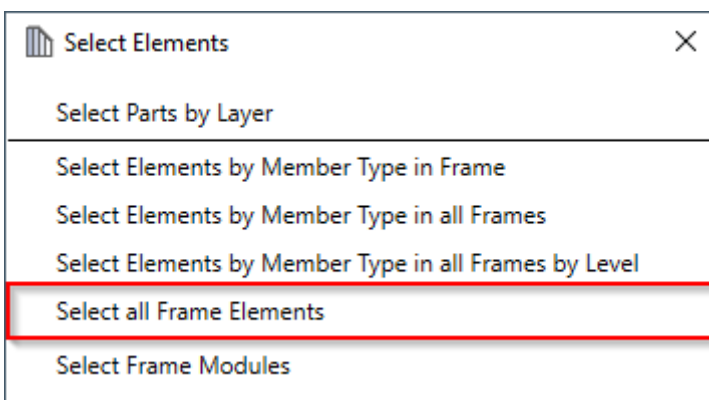 Select Elements
Select Parts by Layer
Select Elements by Member Type in Frame
Select Elements by Member Type in all Frames
Select Elements by Member Type in all Frames by Level
Select all Frame Elements
Select Frame Modules